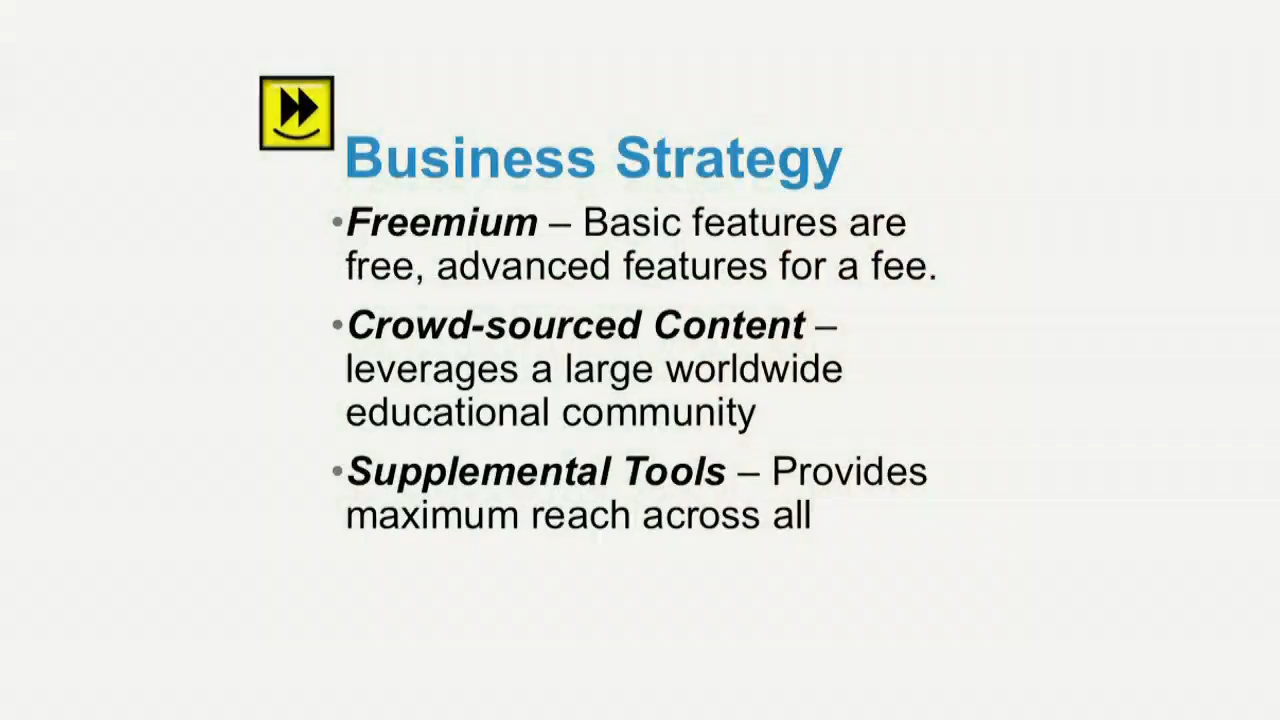 Business Strategy
•Freemium – Basic features are
free, advanced features for a fee.
•Crowd-sourced Content –
leverages a large worldwide
educational community
•Supplemental Tools – Provides
maximum reach across all